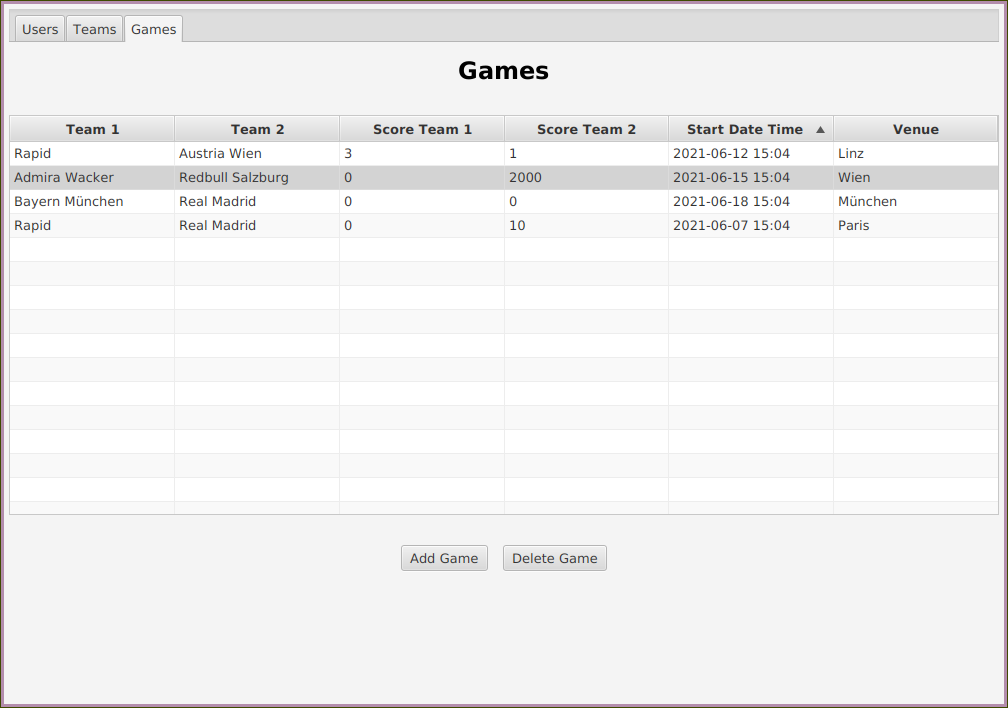 Users Teams Games
Games
Team 1 Team 2 Score Team 1 Score Team 2 Start Date Time ▲ Venue
Rapid Austria Wien 3 1 2021-06-12 15:04 Linz
Admira Wacker Redbull Salzburg 0 2000 2021-06-15 15:04 Wien
Bayern München Real Madrid 0 0 2021-06-18 15:04 München
Rapid Real Madrid 0 10 2021-06-07 15:04 Paris
Add Game Delete Game